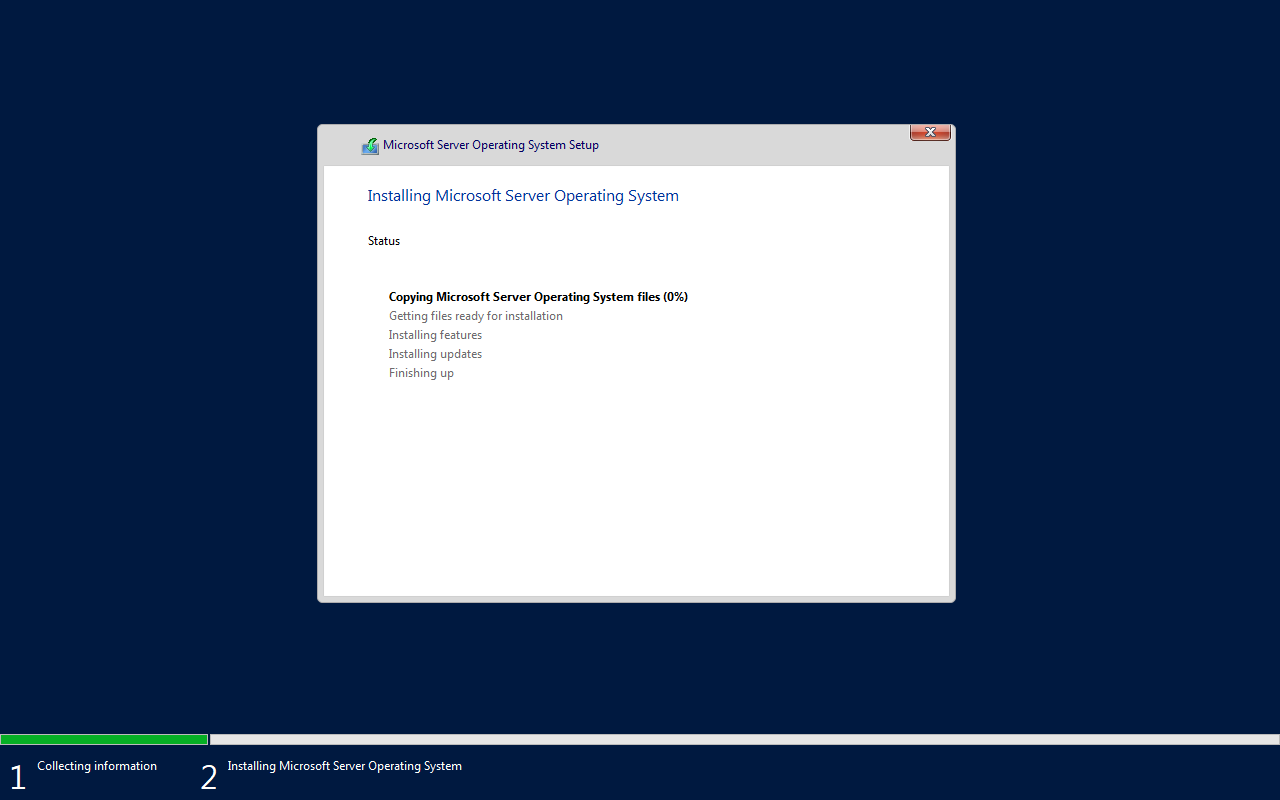 Microsoft Server Operating System Setup
Installing Microsoft Server Operating System
Status
Copying Microsoft Server Operating System files (0%)
Getting files ready for installation
Installing features
Installing updates
Finishing up
1 Collecting information
2 Installing Microsoft Server Operating System